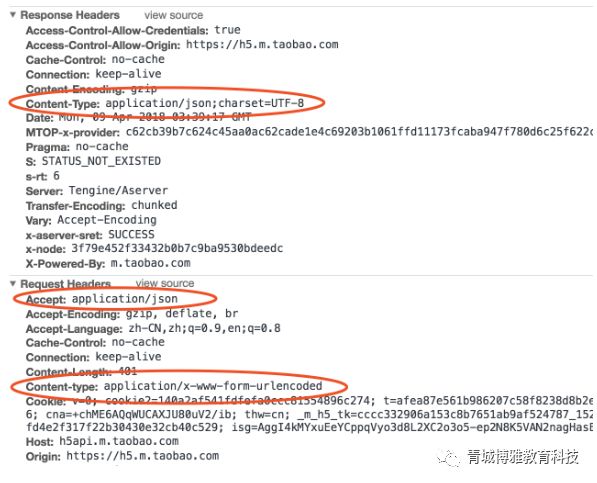 Response Headers view source
Access-Control-Allow-Credentials: true
Access-Control-Allow-Origin: https://h5.m.taobao.com
Cache-Control: no-cache
Connection: keep-alive
Content-Encoding: gzip
Content-Type: application/json;charset=UTF-8
Date: Mon, 09 Apr 2018 03:39:17 GMT
MTOP-x-provider: c62cb39b7c624c45aa0ac62cade1e4c69203b1061ffd11173fcaba947f780d6c25f622c
Pragma: no-cache
S: STATUS_NOT_EXISTED
s-rt: 6
Server: Tengine/Aserver
Transfer-Encoding: chunked
Vary: Accept-Encoding
x-aserver-sret: SUCCESS
x-node: 3f79e452f33432b0b7c9ba9530bdeedc
X-Powered-By: m.taobao.com
Request Headers view source
Accept: application/json
Accept-Encoding: gzip, deflate, br
Accept-Language: zh-CN,zh;q=0.9,en;q=0.8
Cache-Control: no-cache
Connection: keep-alive
Content-Length: 401
Content-type: application/x-www-form-urlencoded
Cookie: v=0; t=afea87e561b986207c58f8238d8b2e
6; cna=+chME6AQqWUCAXJU80uV2/ib; thw=cn; _m_h5_tk=cccc332906a153c8b7651ab9af524787_152
fd4e2f317f22b30430e32cb40c529; isg=AggI4kMYxuEeYCppqVyo3d8L2XC2o3o5-ep2N8K5VAN2nagHasB
Host: h5api.m.taobao.com
Origin: https://h5.m.taobao.com
青城博雅教育科技